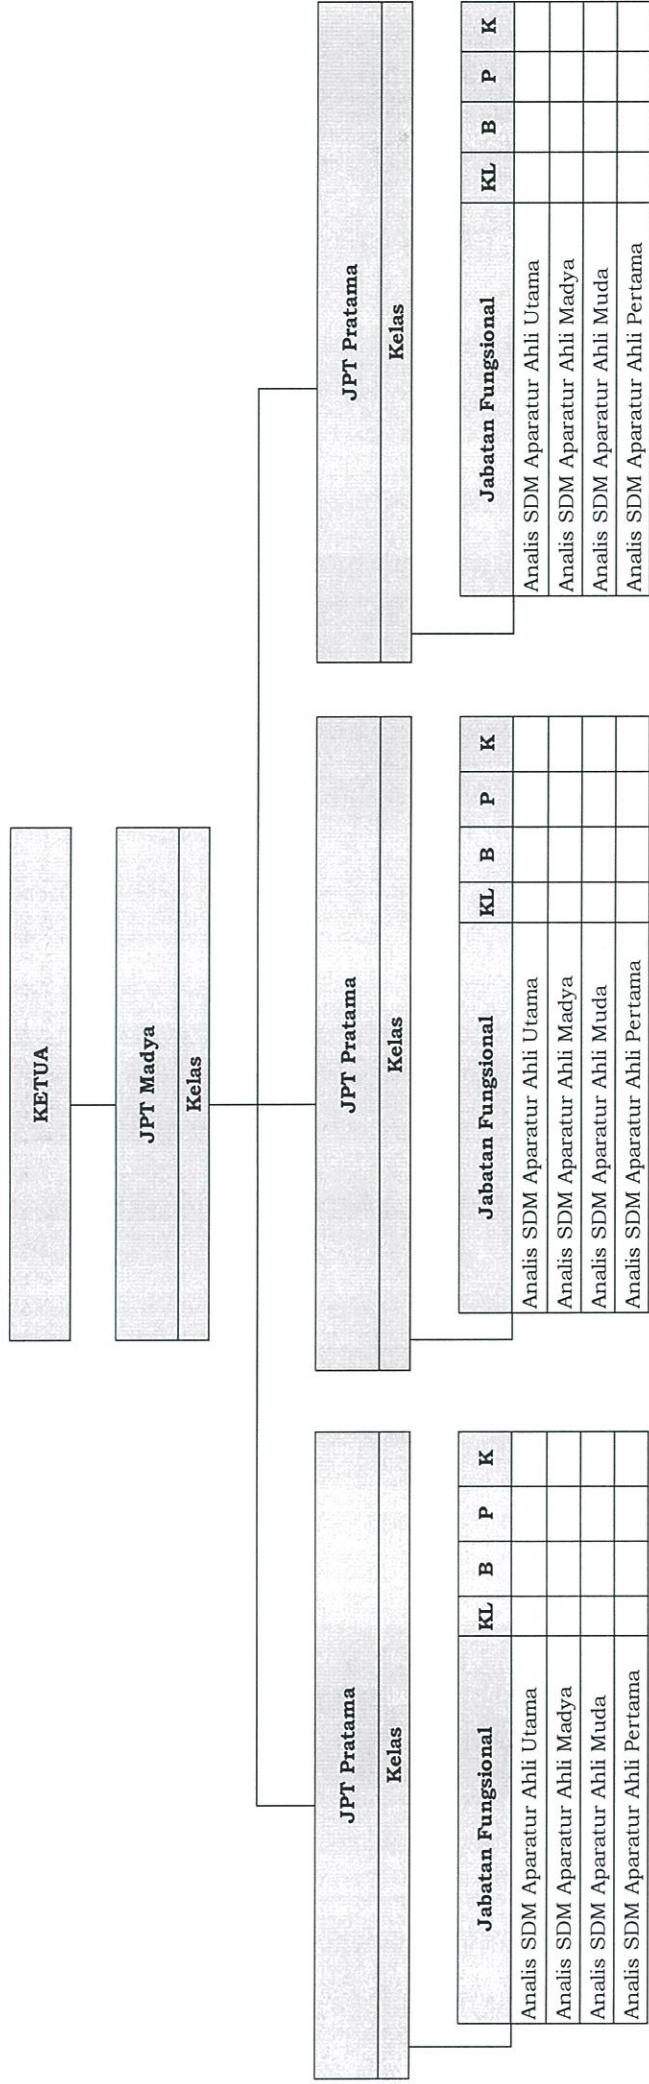 KETUA
JPT Madya
Kelas
JPT Pratama
Kelas
Jabatan Fungsional KL B P K
Analis SDM Aparatur Ahli Utama
Analis SDM Aparatur Ahli Madya
Analis SDM Aparatur Ahli Muda
Analis SDM Aparatur Ahli Pertama
JPT Pratama
Kelas
Jabatan Fungsional KL B P K
Analis SDM Aparatur Ahli Utama
Analis SDM Aparatur Ahli Madya
Analis SDM Aparatur Ahli Muda
Analis SDM Aparatur Ahli Pertama
JPT Pratama
Kelas
Jabatan Fungsional KL B P K
Analis SDM Aparatur Ahli Utama
Analis SDM Aparatur Ahli Madya
Analis SDM Aparatur Ahli Muda
Analis SDM Aparatur Ahli Pertama